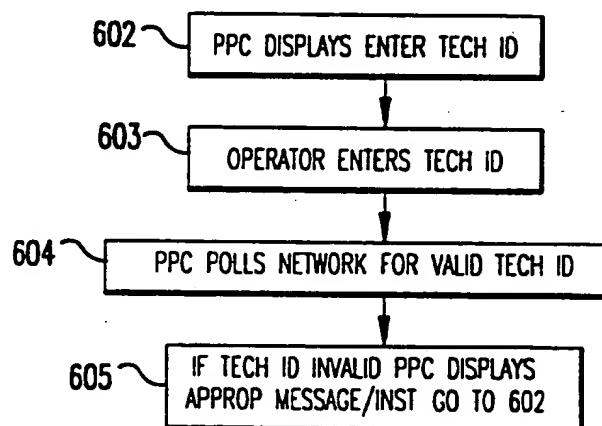 602
PPC DISPLAYS ENTER TECH ID
603
OPERATOR ENTERS TECH ID
604
PPC POLLS NETWORK FOR VALID TECH ID
605
IF TECH ID INVALID PPC DISPLAYS
APPROP MESSAGE/INST GO TO 602